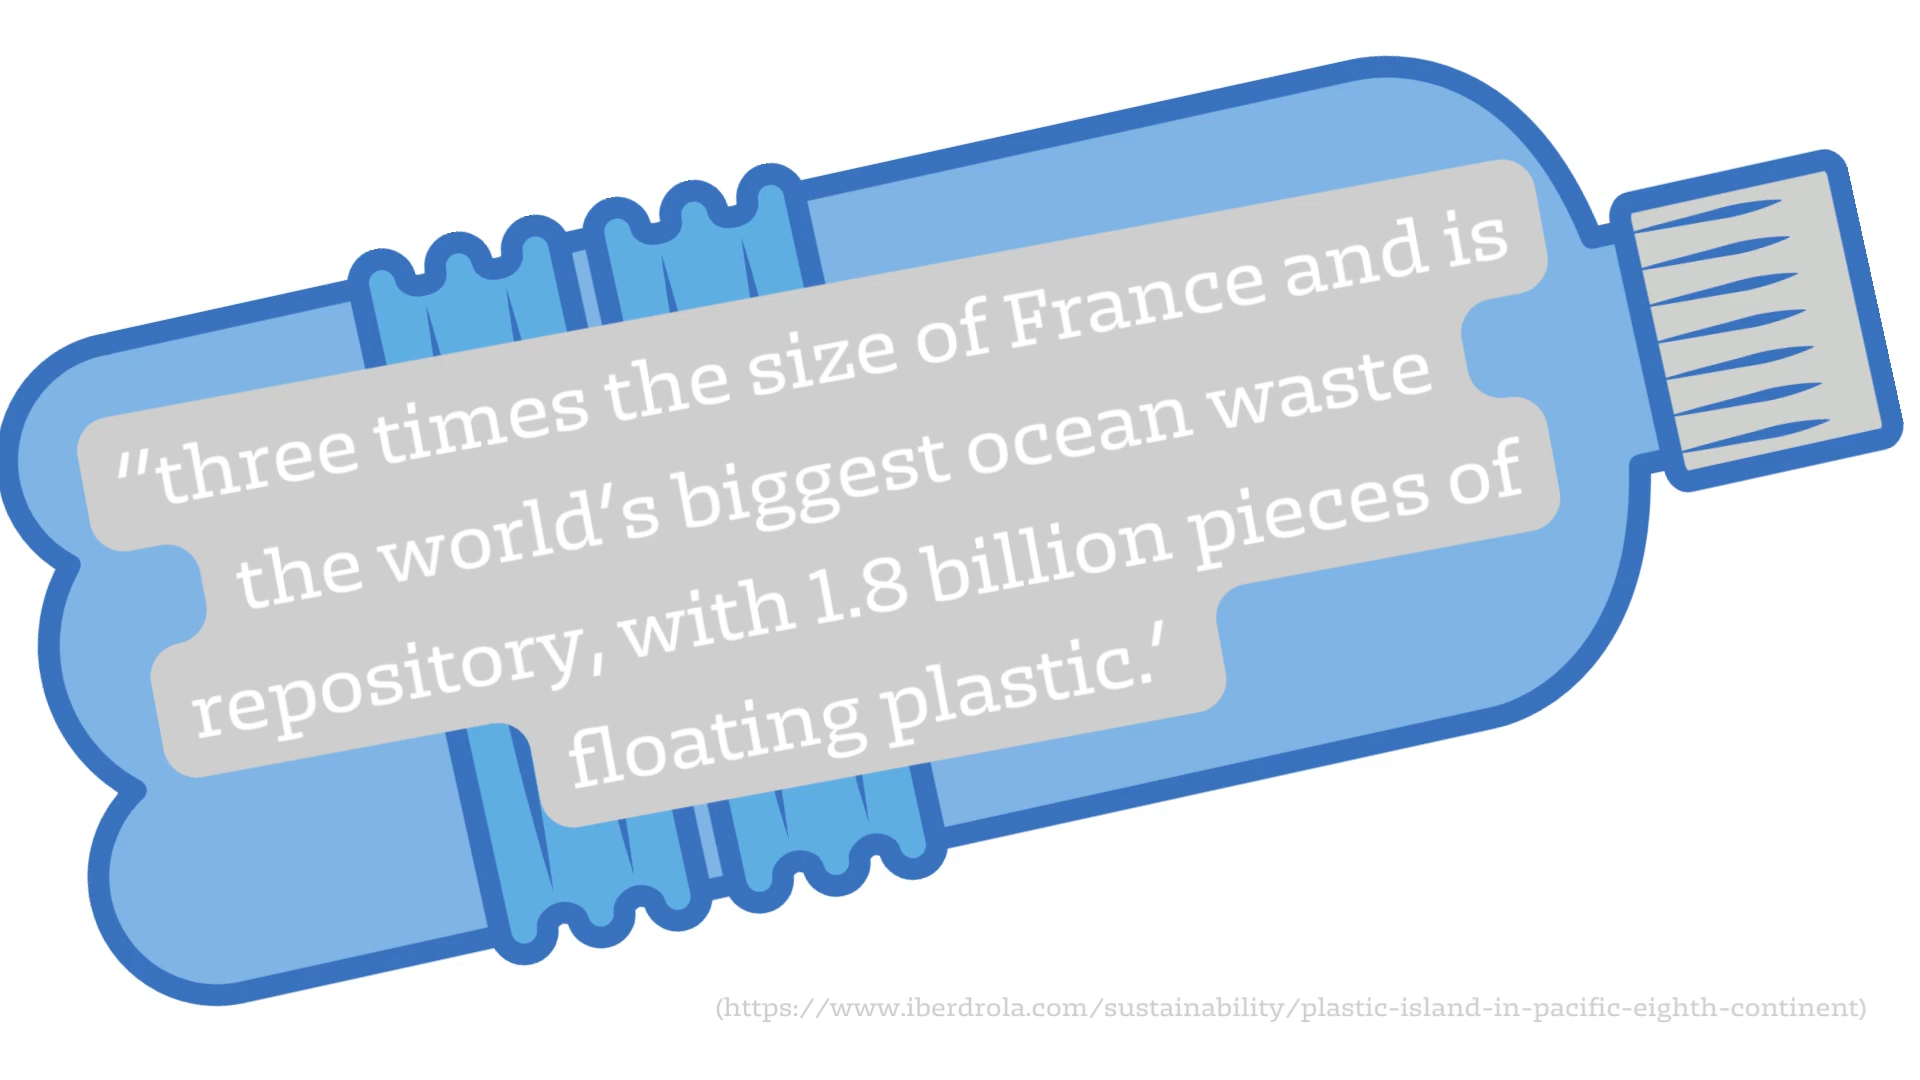 “three times the size of France and is
the world’s biggest ocean waste
repository, with 1.8 billion pieces of
floating plastic.’
(https://www.iberdrola.com/sustainability/plastic-island-in-pacific-eighth-continent)